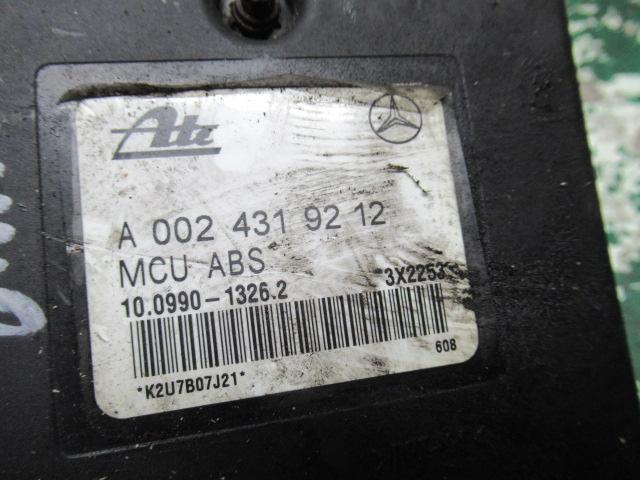 Ate
A 002 431 92 12
MCU ABS
10.0990-1326.2
*3X2253*
608
*K2U7B07J21*